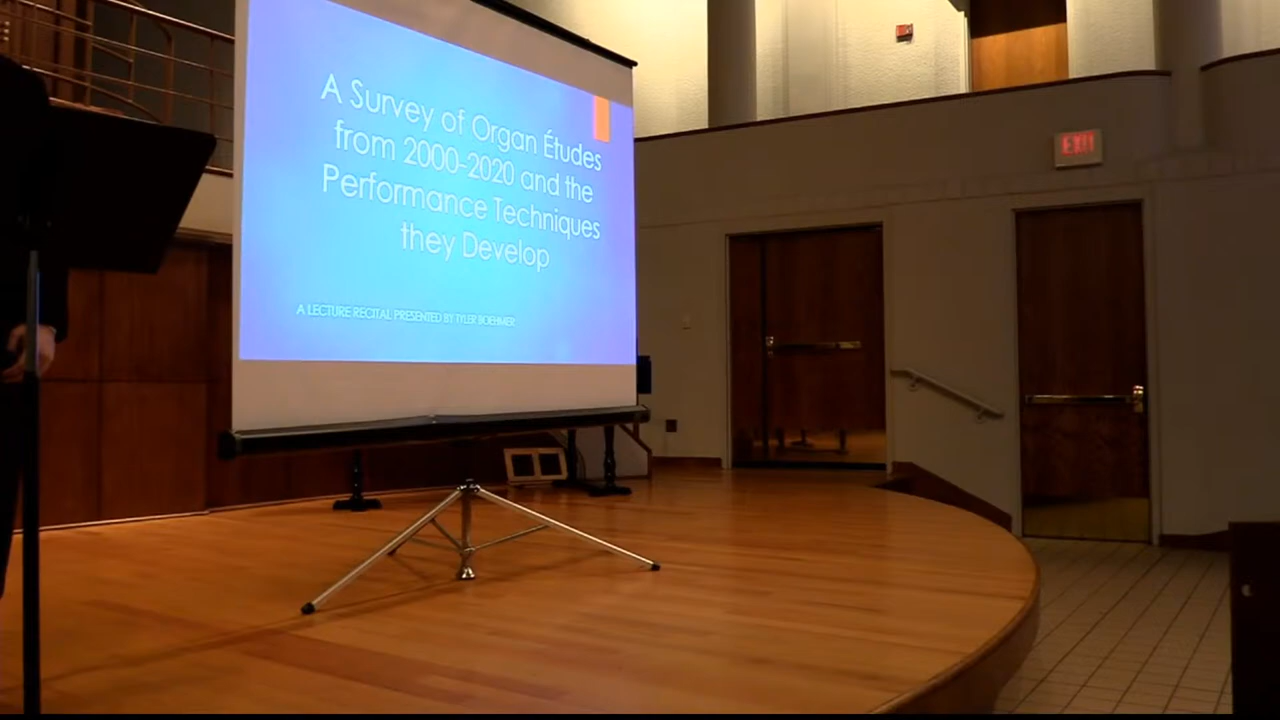 A Survey of Organ Études
from 2000-2020 and the
Performance Techniques
they Develop
A LECTURE RECITAL PRESENTED BY TYLER BOEHMER
EXIT